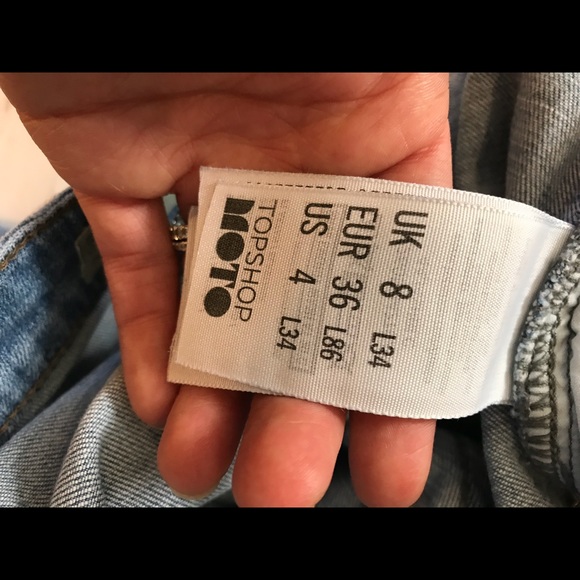 TOPSHOP
MOTO
UK 8 L34
EUR 36 L86
US 4 L34